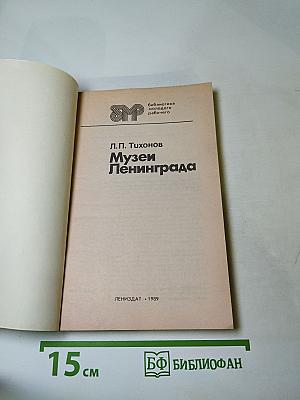 БМР
библиотека
молодого
рабочего
Л.П. Тихонов
Музеи
Ленинграда
ЛЕНИЗДАТ · 1989
15 см
БФ БИБЛИОФАН